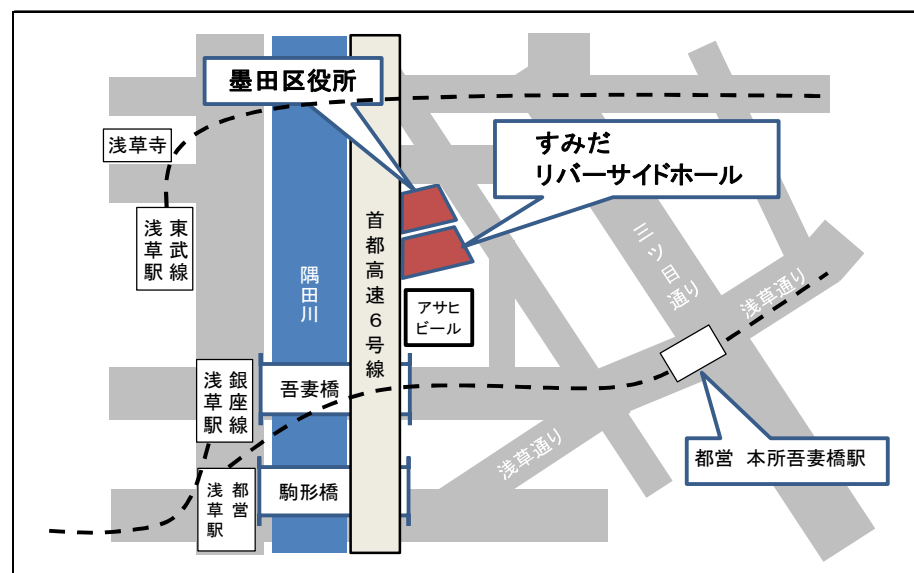 墨田区役所
すみだ
リバーサイドホール
浅草寺
東武線
浅草駅
首都高速6号線
隅田川
三ツ目通り
浅草通り
アサヒ
ビール
銀座線
浅草駅
吾妻橋
浅草通り
都営 本所吾妻橋駅
都営
浅草駅
駒形橋